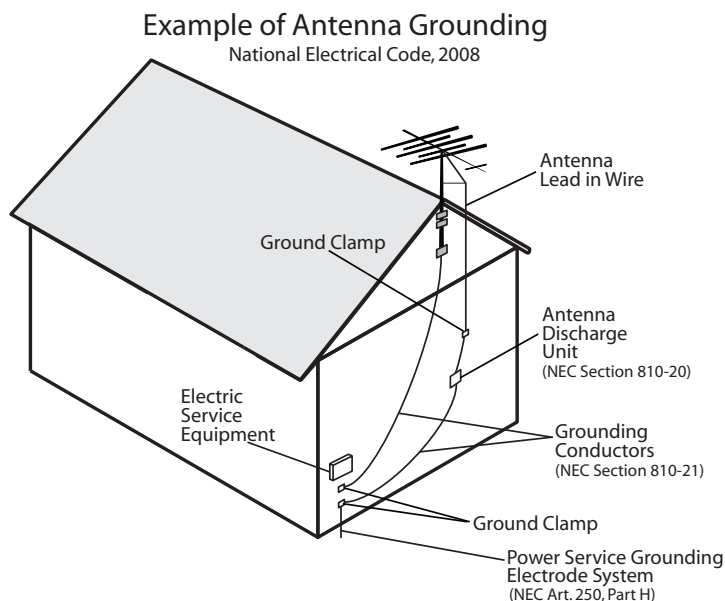 Example of Antenna Grounding
National Electrical Code, 2008
Antenna
Lead in Wire
Ground Clamp
Antenna
Discharge
Unit
(NEC Section 810-20)
Electric
Service
Equipment
Grounding
Conductors
(NEC Section 810-21)
Ground Clamp
Power Service Grounding
Electrode System
(NEC Art. 250, Part H)